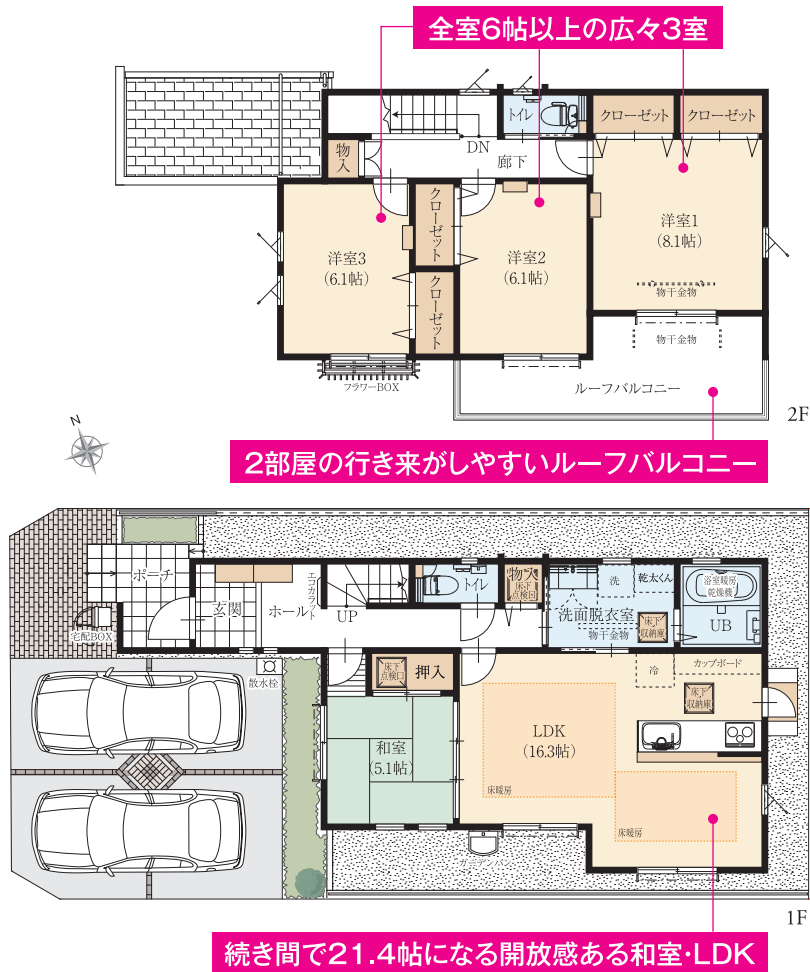 全室6帖以上の広々3室
トイレ
クローゼット
クローゼット
物入
DN
廊下
クローゼット
洋室1
(8.1帖)
洋室3
(6.1帖)
洋室2
(6.1帖)
クローゼット
物干金物
物干金物
フラワーBOX
ルーフバルコニー
2F
N
2部屋の行き来がしやすいルーフバルコニー
ポーチ
玄関
ホール
エコカラット
UP
トイレ
物入
床下
点検口
洗
乾太くん
洗面脱衣室
物干金物
床下
収納庫
浴室暖房
乾燥機
UB
宅配BOX
散水栓
床下
点検口
押入
冷
カップボード
床下
収納庫
和室
(5.1帖)
LDK
(16.3帖)
床暖房
床暖房
1F
続き間で21.4帖になる開放感ある和室・LDK